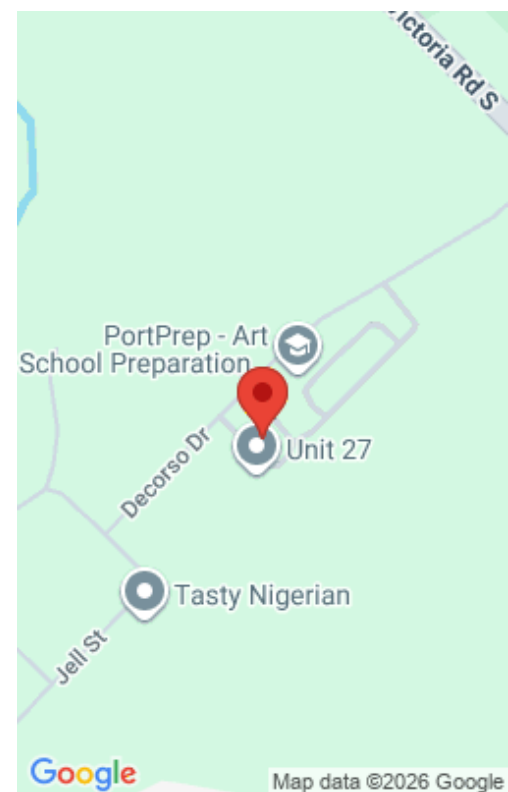 ictoria Rd S
PortPrep - Art
School Preparation
Unit 27
Decorso Dr
Tasty Nigerian
Jell St
Google
Map data ©2026 Google